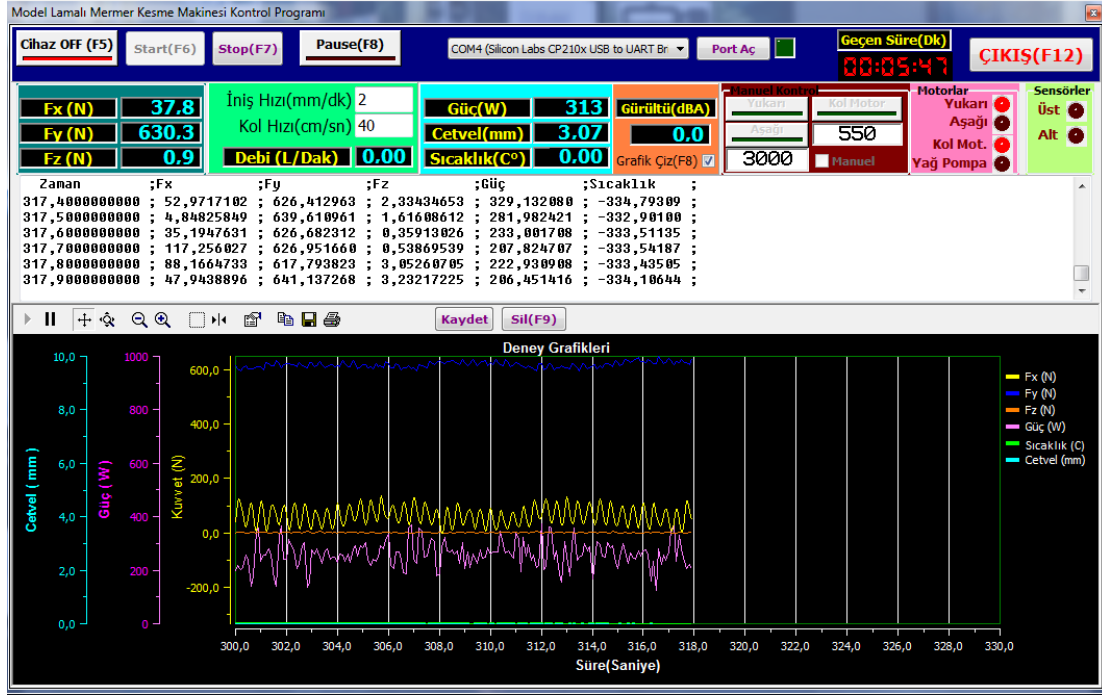 Model Lamalı Mermer Kesme Makinesi Kontrol Programı
Cihaz OFF (F5) Start(F6) Stop(F7) Pause(F8) COM4 (Silicon Labs CP210x USB to UART Br Port Aç Geçen Süre(Dk) 00:05:47 ÇIKIŞ(F12)
Fx (N) 37.8
Fy (N) 630.3
Fz (N) 0.9
İniş Hızı(mm/dk) 2
Kol Hızı(cm/sn) 40
Debi (L/Dak) 0.00
Güç(W) 313
Cetvel(mm) 3.07
Sıcaklık(C°) 0.00
Gürültü(dBA)
0.0
Grafik Çiz(F8)
Manuel Kontrol
Yukarı Kol Motor
Aşağı 550
3000 Manuel
Motorlar
Yukarı
Aşağı
Kol Mot.
Yağ Pompa
Sensörler
Üst
Alt
Zaman ;Fx ;Fy ;Fz ;Güç ;Sıcaklık ;
317,4000000000 ; 52,9717102 ; 626,412963 ; 2,33434653 ; 329,132080 ; -334,79309 ;
317,5000000000 ; 4,84825849 ; 639,610961 ; 1,61608612 ; 281,982421 ; -332,90100 ;
317,6000000000 ; 35,1947631 ; 626,682312 ; 0,35913026 ; 233,001708 ; -333,51135 ;
317,7000000000 ; 117,256027 ; 626,951660 ; 0,53869539 ; 207,824707 ; -333,54187 ;
317,8000000000 ; 88,1664733 ; 617,793823 ; 3,05260705 ; 222,930908 ; -333,43505 ;
317,9000000000 ; 47,9438896 ; 641,137268 ; 3,23217225 ; 206,451416 ; -334,10644 ;
Kaydet Sil(F9)
Deney Grafikleri
Cetvel ( mm )
10,0
8,0
6,0
4,0
2,0
0,0
Güç ( W )
1000
800
600
400
200
0
Kuvvet (N)
600,0
400,0
200,0
0,0
-200,0
Fx (N)
Fy (N)
Fz (N)
Güç (W)
Sıcaklık (C)
Cetvel (mm)
300,0 302,0 304,0 306,0 308,0 310,0 312,0 314,0 316,0 318,0 320,0 322,0 324,0 326,0 328,0 330,0
Süre(Saniye)